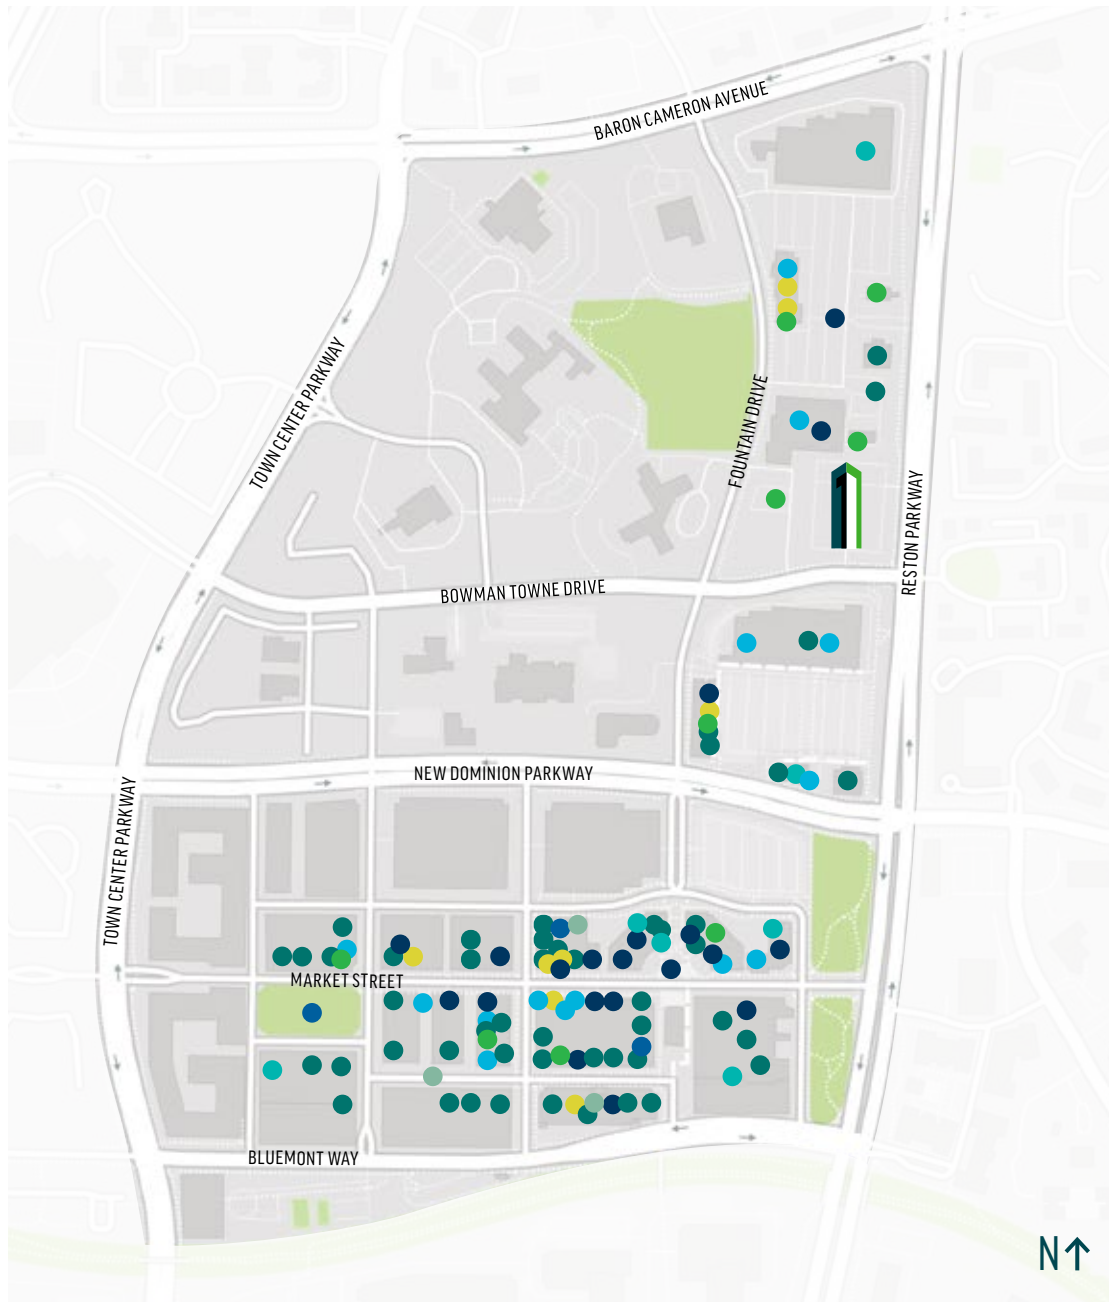 BARON CAMERON AVENUE
TOWN CENTER PARKWAY
FOUNTAIN DRIVE
1
RESTON PARKWAY
BOWMAN TOWNE DRIVE
NEW DOMINION PARKWAY
TOWN CENTER PARKWAY
MARKET STREET
BLUEMONT WAY
N